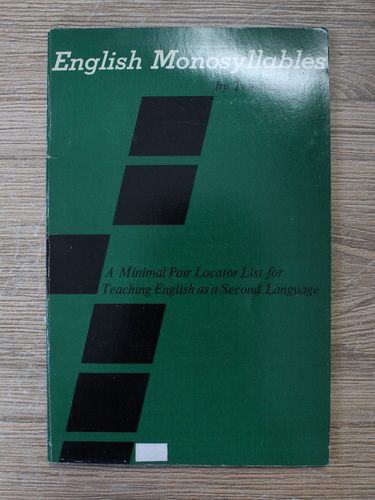 English Monosyllables
by
A Minimal Pair Locator List for
Teaching English as a Second Language